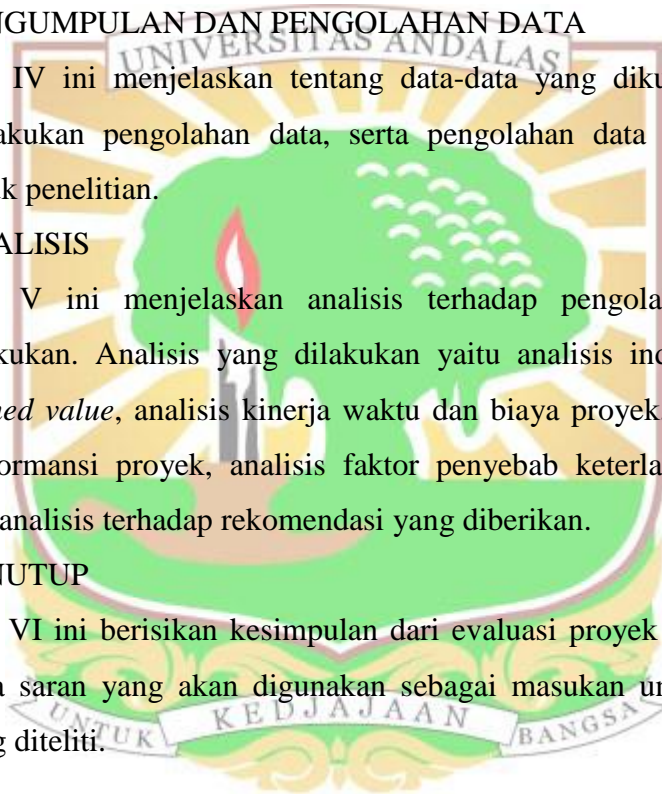 NGUMPULAN DAN PENGOLAHAN DATA
UNIVERSITAS ANDALAS
IV ini menjelaskan tentang data-data yang diku
akukan pengolahan data, serta pengolahan data
k penelitian.
ALISIS
V ini menjelaskan analisis terhadap pengola
kukan. Analisis yang dilakukan yaitu analisis ind
ned value, analisis kinerja waktu dan biaya proyek
ormansi proyek, analisis faktor penyebab keterla
analisis terhadap rekomendasi yang diberikan.
NUTUP
VI ini berisikan kesimpulan dari evaluasi proyek
a saran yang akan digunakan sebagai masukan un
g diteliti.
UNTUK KEDJAJAAN BANGSA